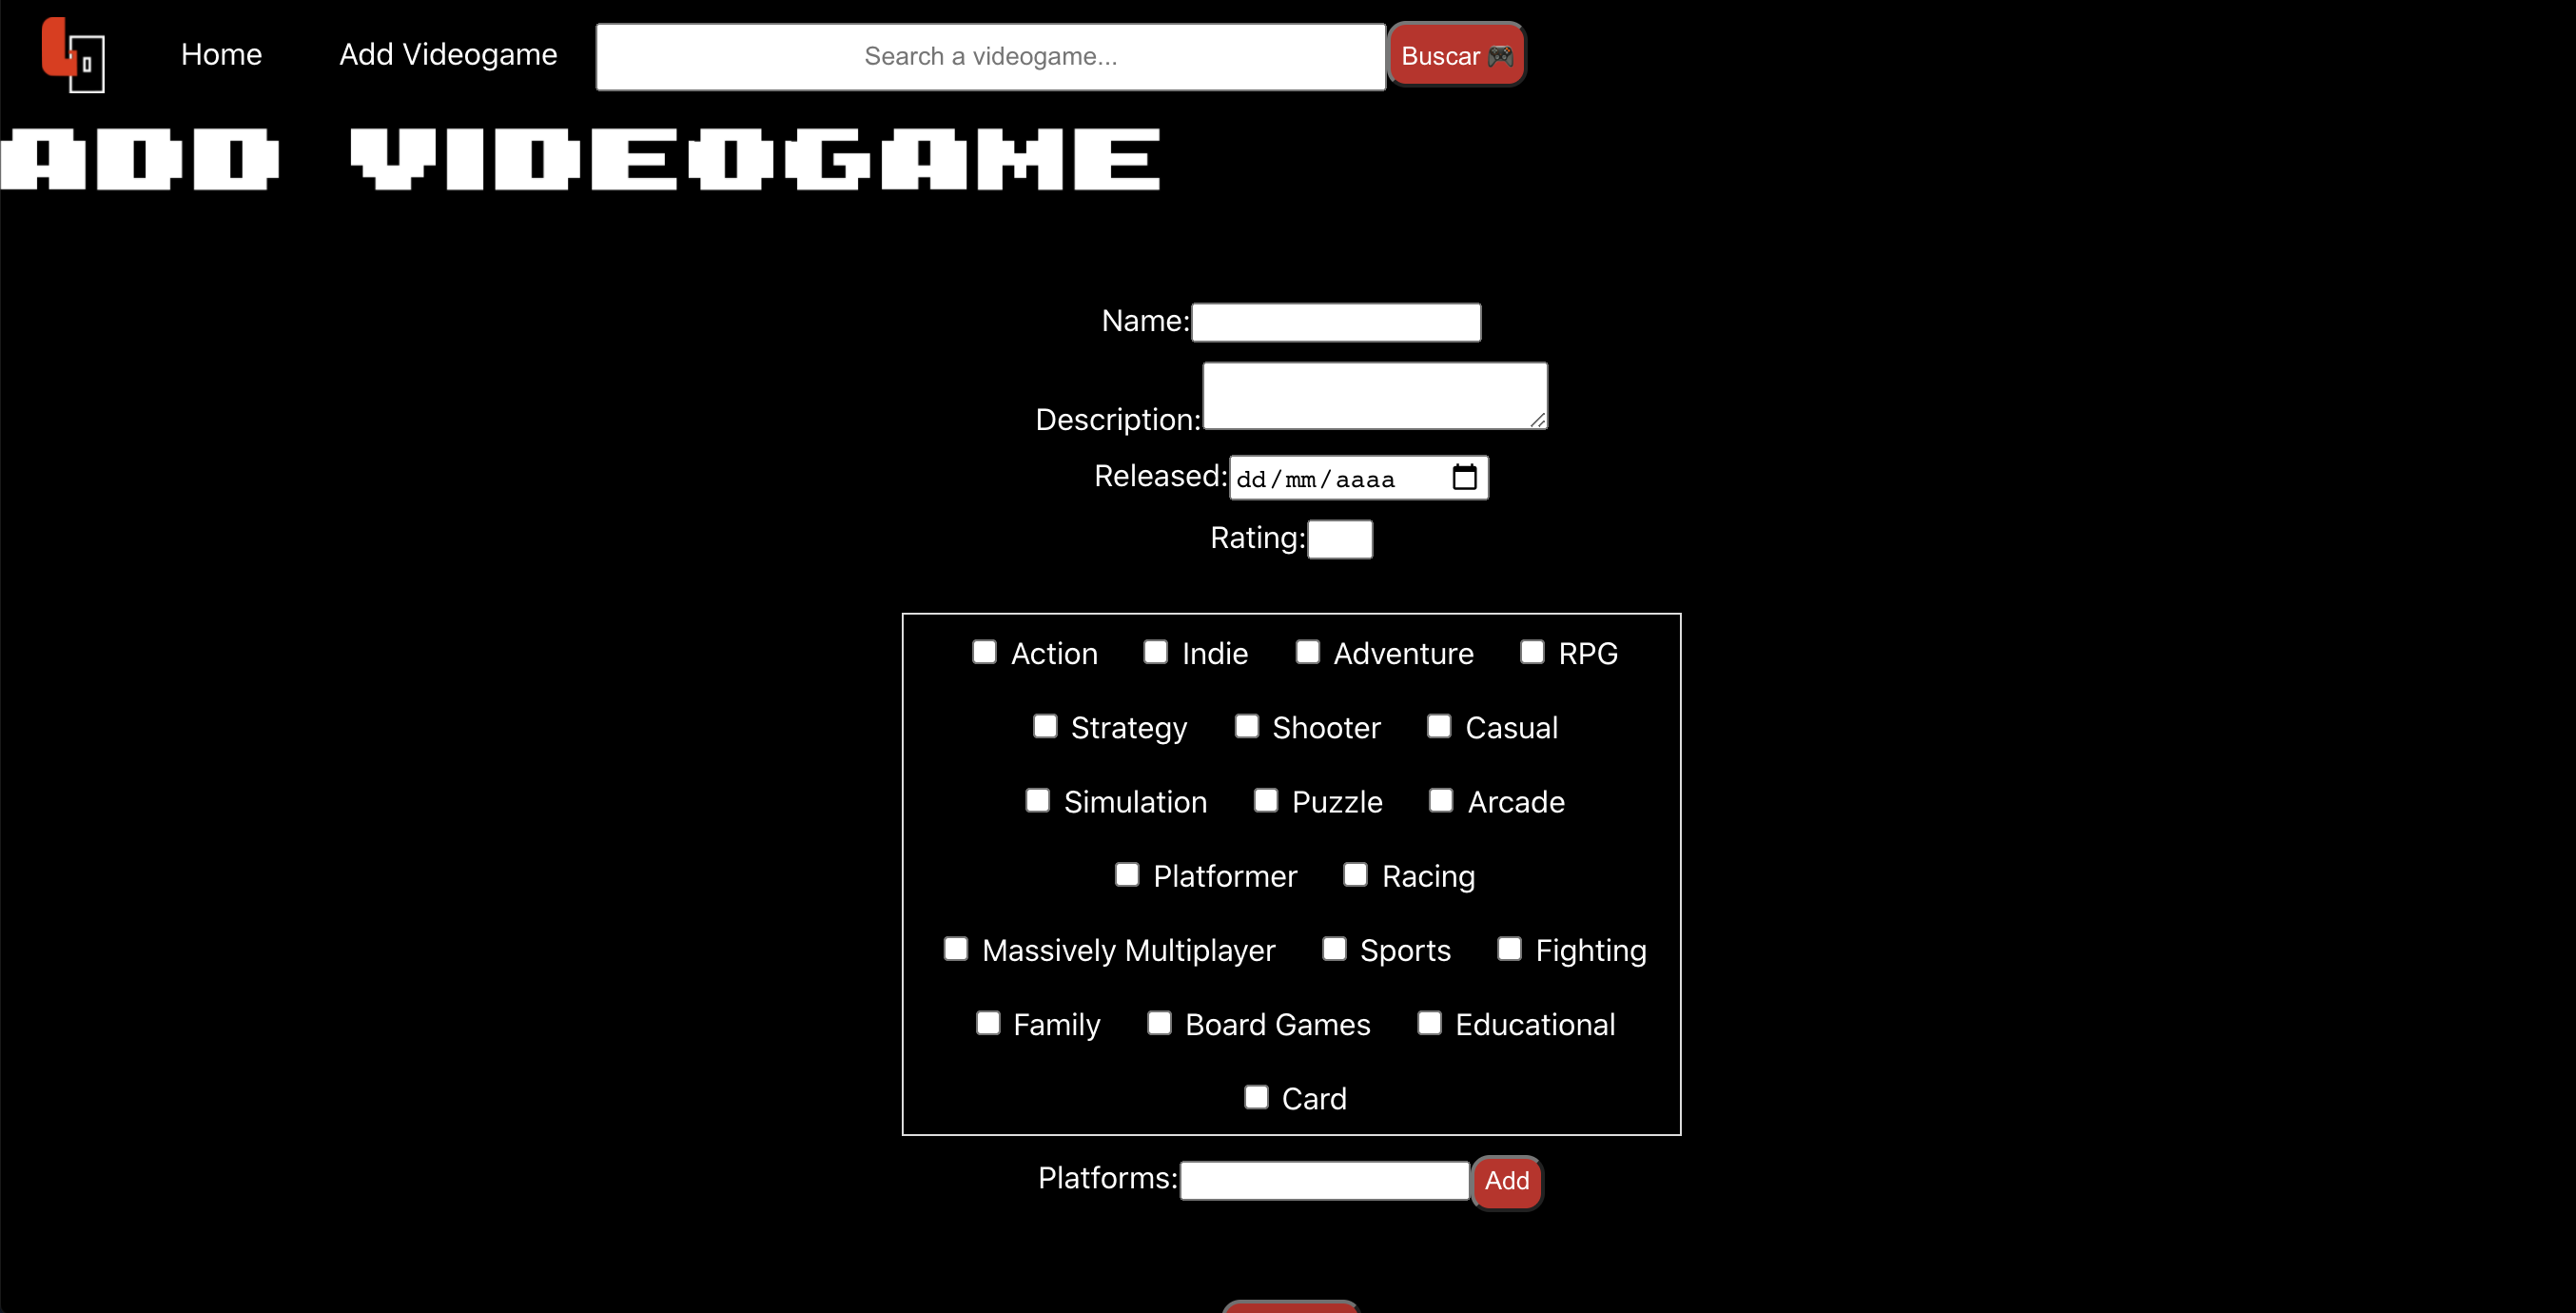 Home Add Videogame Search a videogame... Buscar 🎮
ADD VIDEOGAME
Name:
Description:
Released: dd/mm/aaaa
Rating:
Action Indie Adventure RPG
Strategy Shooter Casual
Simulation Puzzle Arcade
Platformer Racing
Massively Multiplayer Sports Fighting
Family Board Games Educational
Card
Platforms: Add